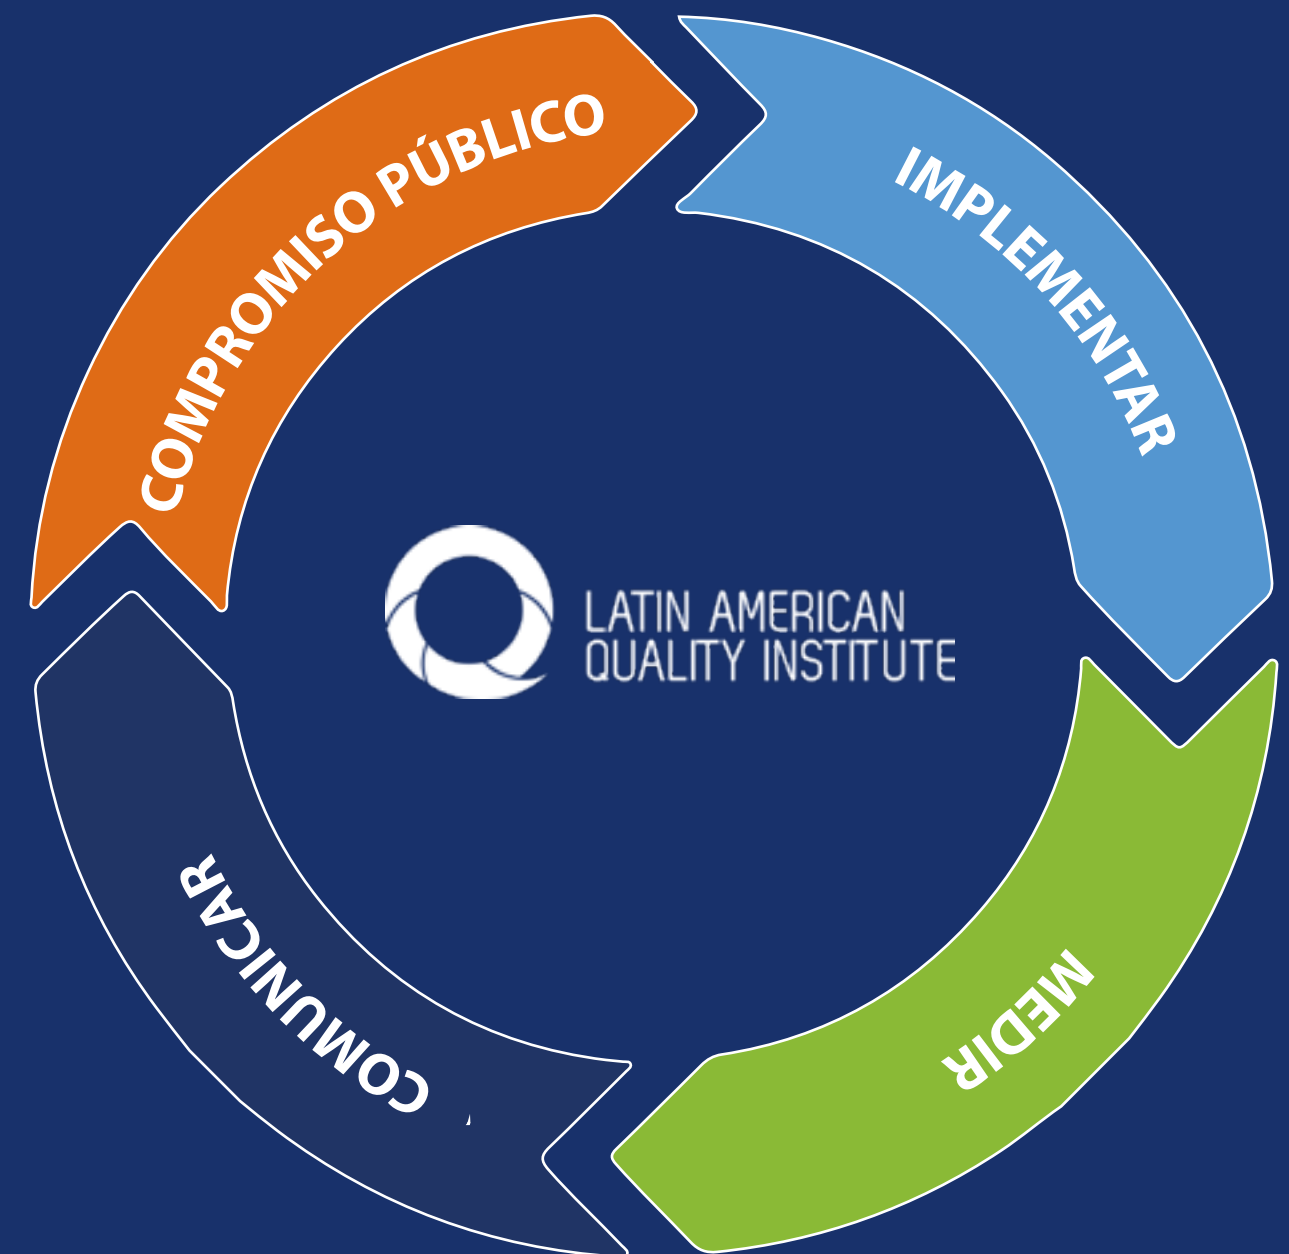 COMPROMISO PÚBLICO
IMPLEMENTAR
LATIN AMERICAN
QUALITY INSTITUTE
MEDIR
COMUNICAR